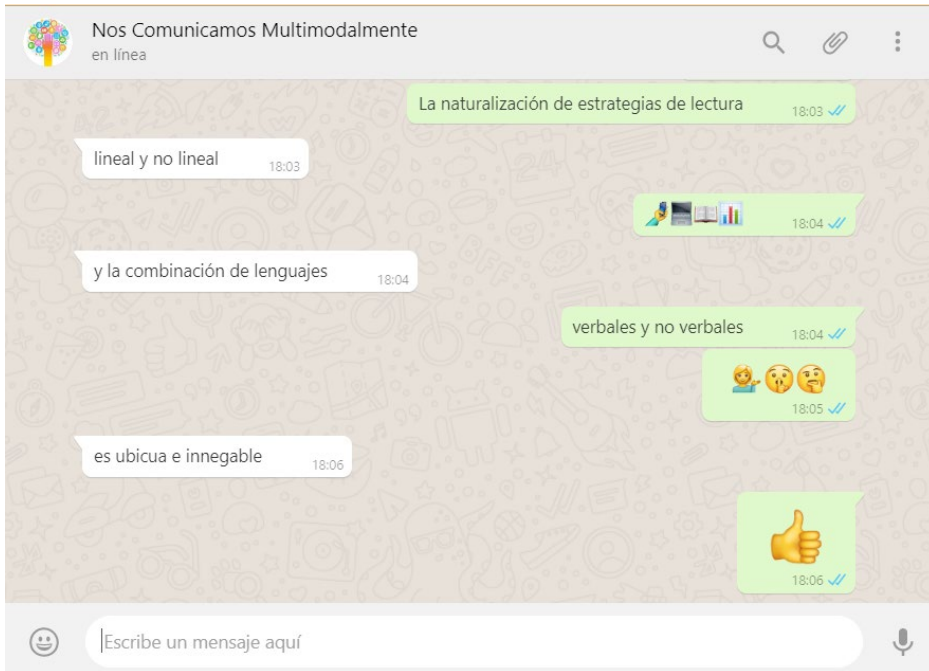 Nos Comunicamos Multimodalmente
en línea
La naturalización de estrategias de lectura
18:03
lineal y no lineal
18:03
🤳💻📖📊
18:04
y la combinación de lenguajes
18:04
verbales y no verbales
18:04
💁🤫🤔
18:05
es ubicua e innegable
18:06
👍
18:06
Escribe un mensaje aquí